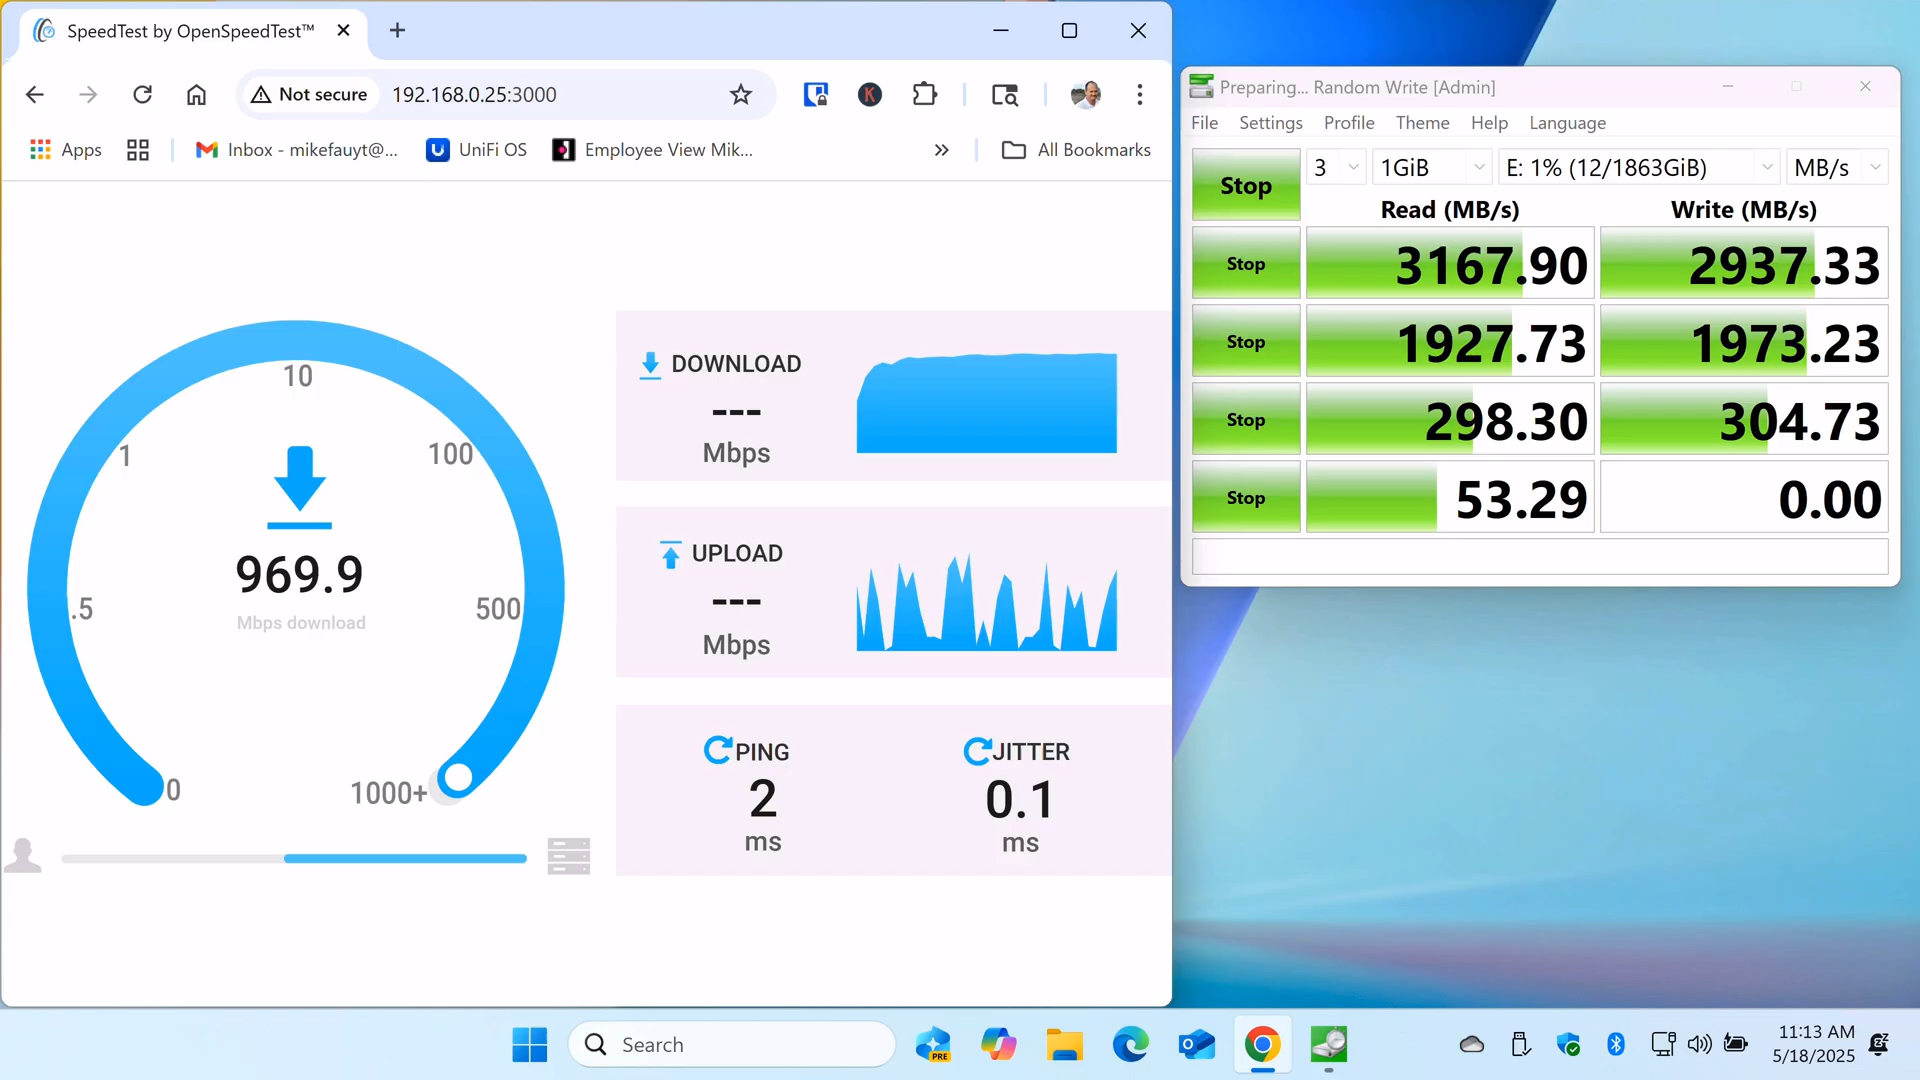 SpeedTest by OpenSpeedTest™
Not secure 192.168.0.25:3000
Apps Inbox - mikefauyt@... UniFi OS Employee View Mik... » All Bookmarks
10
1 100
.5 500
0 1000+
969.9
Mbps download
DOWNLOAD
---
Mbps
UPLOAD
---
Mbps
PING
2
ms
JITTER
0.1
ms
Preparing... Random Write [Admin]
File Settings Profile Theme Help Language
Stop 3 1GiB E: 1% (12/1863GiB) MB/s
Read (MB/s) Write (MB/s)
Stop 3167.90 2937.33
Stop 1927.73 1973.23
Stop 298.30 304.73
Stop 53.29 0.00
Search
PRE
11:13 AM
5/18/2025